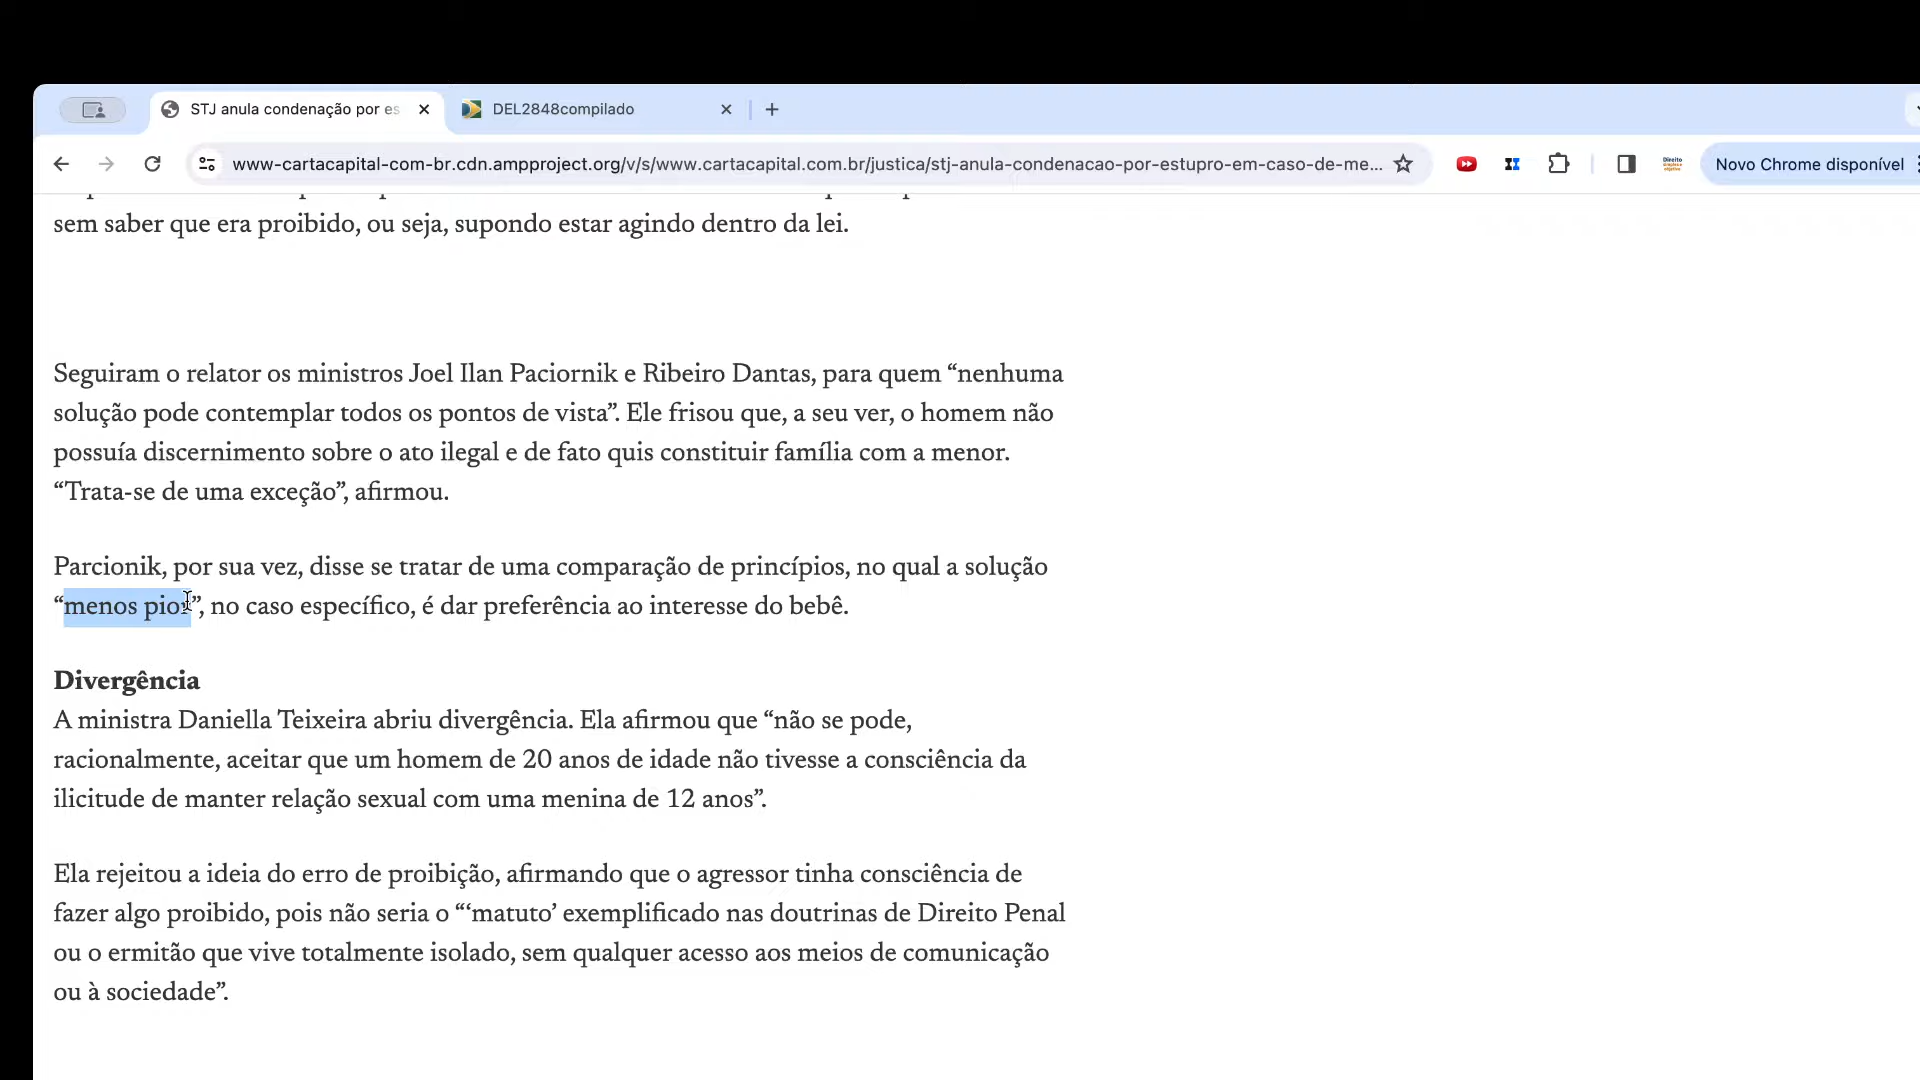 STJ anula condenação por es
DEL2848compilado
www-cartacapital-com-br.cdn.ampproject.org/v/s/www.cartacapital.com.br/justica/stj-anula-condenacao-por-estupro-em-caso-de-me...
Novo Chrome disponível
sem saber que era proibido, ou seja, supondo estar agindo dentro da lei.
Seguiram o relator os ministros Joel Ilan Paciornik e Ribeiro Dantas, para quem “nenhuma
solução pode contemplar todos os pontos de vista”. Ele frisou que, a seu ver, o homem não
possuía discernimento sobre o ato ilegal e de fato quis constituir família com a menor.
“Trata-se de uma exceção”, afirmou.
Parcionik, por sua vez, disse se tratar de uma comparação de princípios, no qual a solução
“menos pior”, no caso específico, é dar preferência ao interesse do bebê.
Divergência
A ministra Daniella Teixeira abriu divergência. Ela afirmou que “não se pode,
racionalmente, aceitar que um homem de 20 anos de idade não tivesse a consciência da
ilicitude de manter relação sexual com uma menina de 12 anos”.
Ela rejeitou a ideia do erro de proibição, afirmando que o agressor tinha consciência de
fazer algo proibido, pois não seria o “‘matuto’ exemplificado nas doutrinas de Direito Penal
ou o ermitão que vive totalmente isolado, sem qualquer acesso aos meios de comunicação
ou à sociedade”.